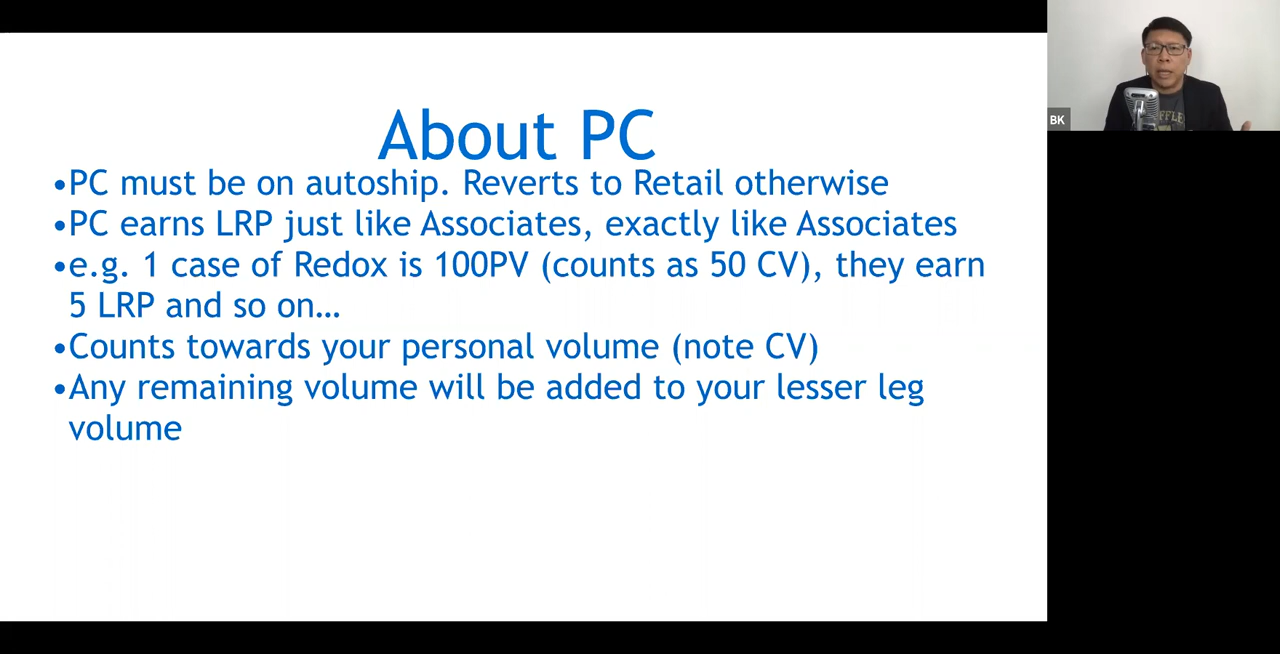 About PC
•PC must be on autoship. Reverts to Retail otherwise
•PC earns LRP just like Associates, exactly like Associates
•e.g. 1 case of Redox is 100PV (counts as 50 CV), they earn
5 LRP and so on…
•Counts towards your personal volume (note CV)
•Any remaining volume will be added to your lesser leg
volume
BK